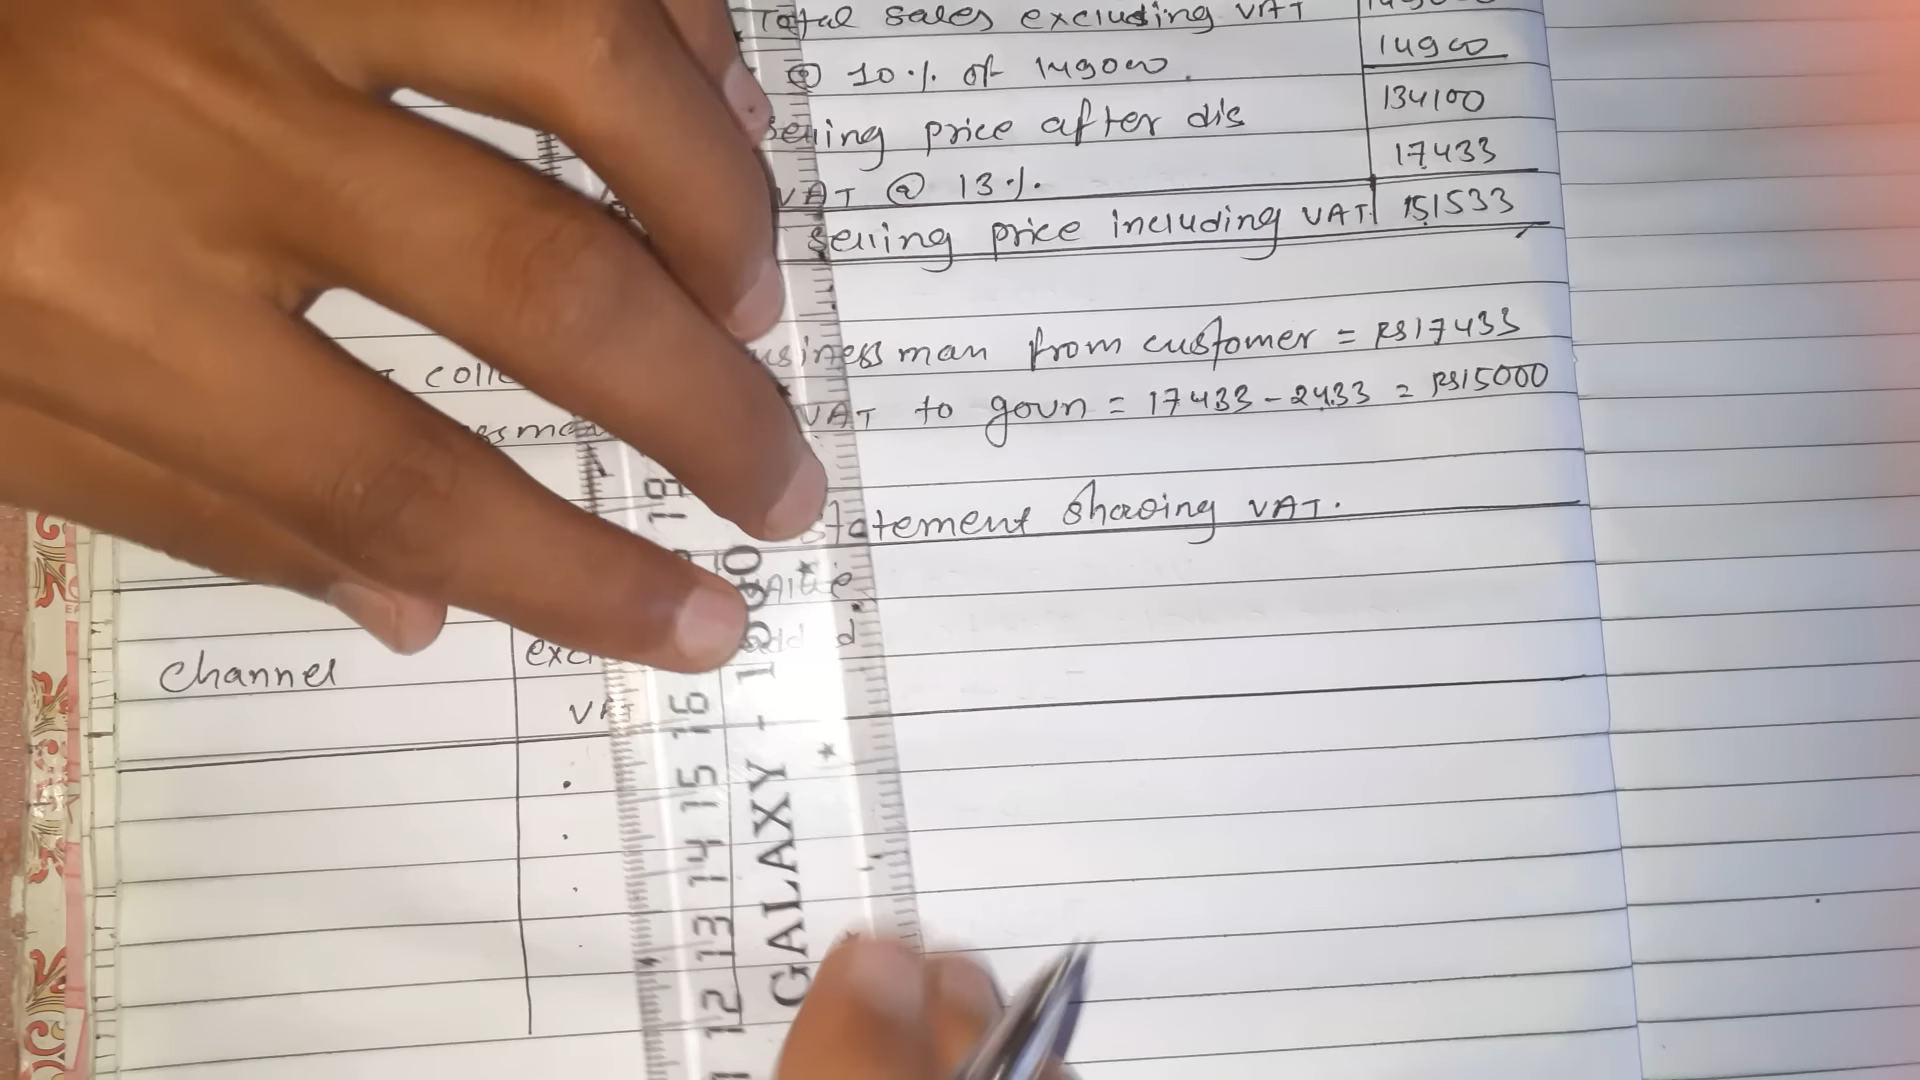 Total sales excluding VAT
14900
@ 10% of 149000.
134100
selling price after dis
17433
VAT @ 13%.
selling price including VAT 151533
businessman from customer = RS17433
VAT to govn = 17433 - 2433 = RS15000
Statement showing VAT.
Channel
VAT
GALAXY -
12 13 14 15 16